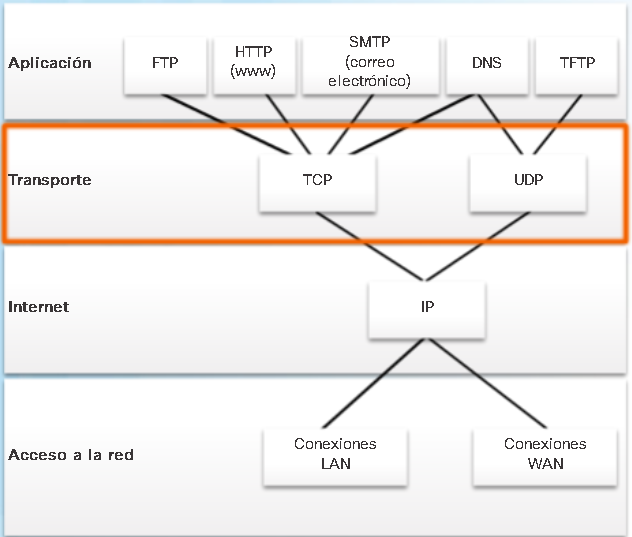 Aplicación
FTP
HTTP
(www)
SMTP
(correo
electrónico)
DNS
TFTP
Transporte
TCP
UDP
Internet
IP
Acceso a la red
Conexiones
LAN
Conexiones
WAN